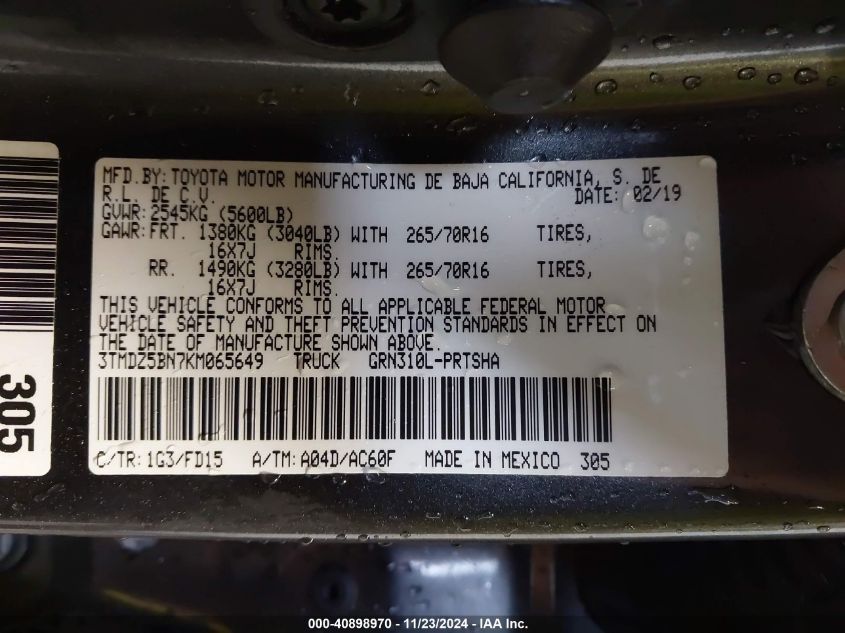 MFD.BY:TOYOTA MOTOR MANUFACTURING DE BAJA CALIFORNIA, S. DE
R.L. DE C.V. DATE: 02/19
GVWR:2545KG (5600LB)
GAWR:FRT. 1380KG (3040LB) WITH 265/70R16 TIRES,
16X7J RIMS.
RR. 1490KG (3280LB) WITH 265/70R16 TIRES,
16X7J RIMS.
THIS VEHICLE CONFORMS TO ALL APPLICABLE FEDERAL MOTOR
VEHICLE SAFETY AND THEFT PREVENTION STANDARDS IN EFFECT ON
THE DATE OF MANUFACTURE SHOWN ABOVE.
3TMDZ5BN7KM065649 TRUCK GRN310L-PRTSHA
C/TR:1G3/FD15 A/TM:A04D/AC60F MADE IN MEXICO 305
305
000-40898970 - 11/23/2024 - IAA Inc.